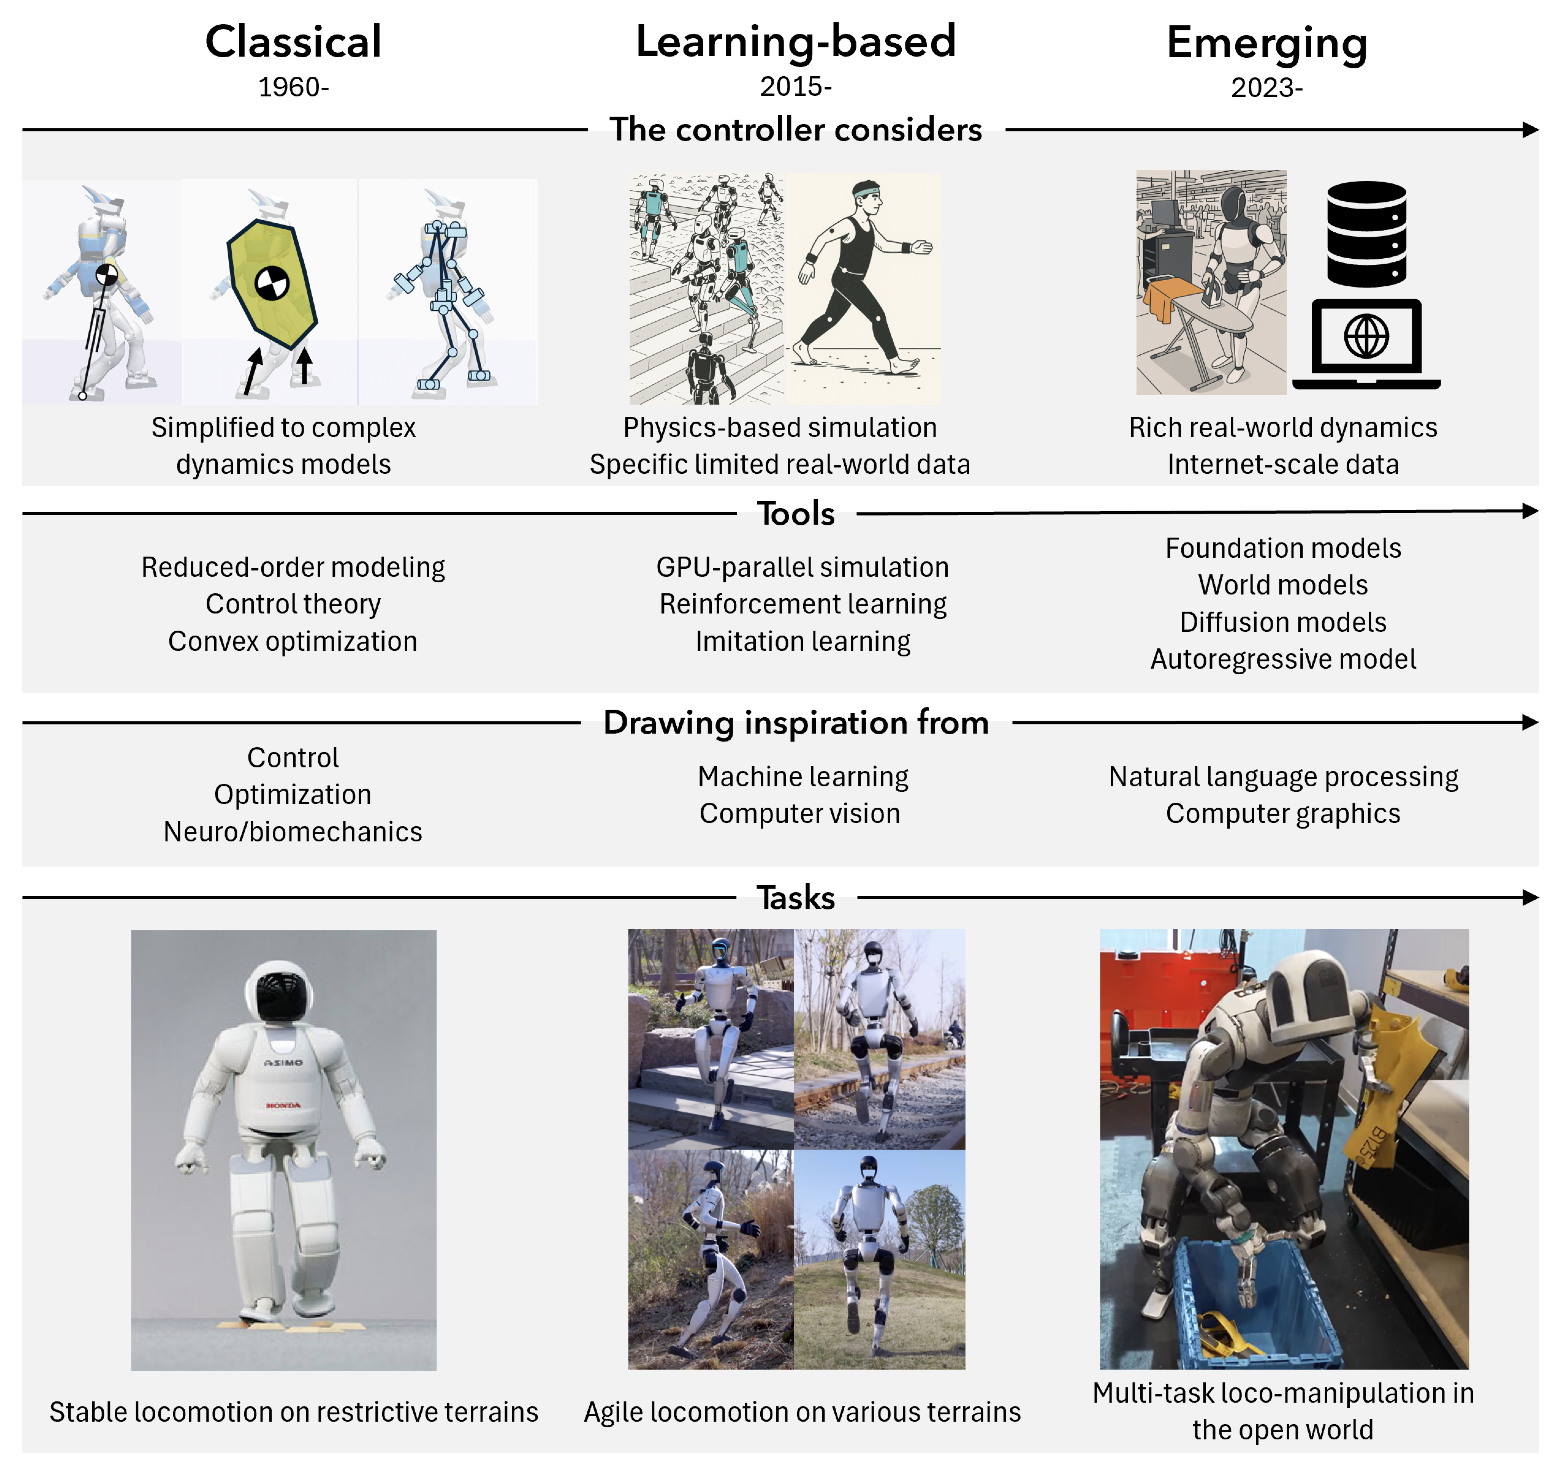 Classical
1960-
Learning-based
2015-
Emerging
2023-
The controller considers
Simplified to complex
dynamics models
Physics-based simulation
Specific limited real-world data
Rich real-world dynamics
Internet-scale data
Tools
Reduced-order modeling
Control theory
Convex optimization
GPU-parallel simulation
Reinforcement learning
Imitation learning
Foundation models
World models
Diffusion models
Autoregressive model
Drawing inspiration from
Control
Optimization
Neuro/biomechanics
Machine learning
Computer vision
Natural language processing
Computer graphics
Tasks
ASIMO
HONDA
Stable locomotion on restrictive terrains
Agile locomotion on various terrains
Multi-task loco-manipulation in
the open world